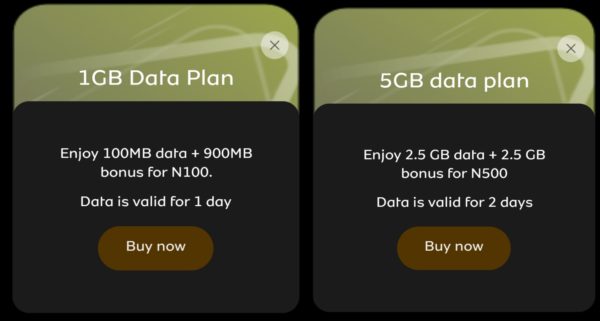 1GB Data Plan
Enjoy 100MB data + 900MB
bonus for N100.
Data is valid for 1 day
Buy now
5GB data plan
Enjoy 2.5 GB data + 2.5 GB
bonus for N500
Data is valid for 2 days
Buy now